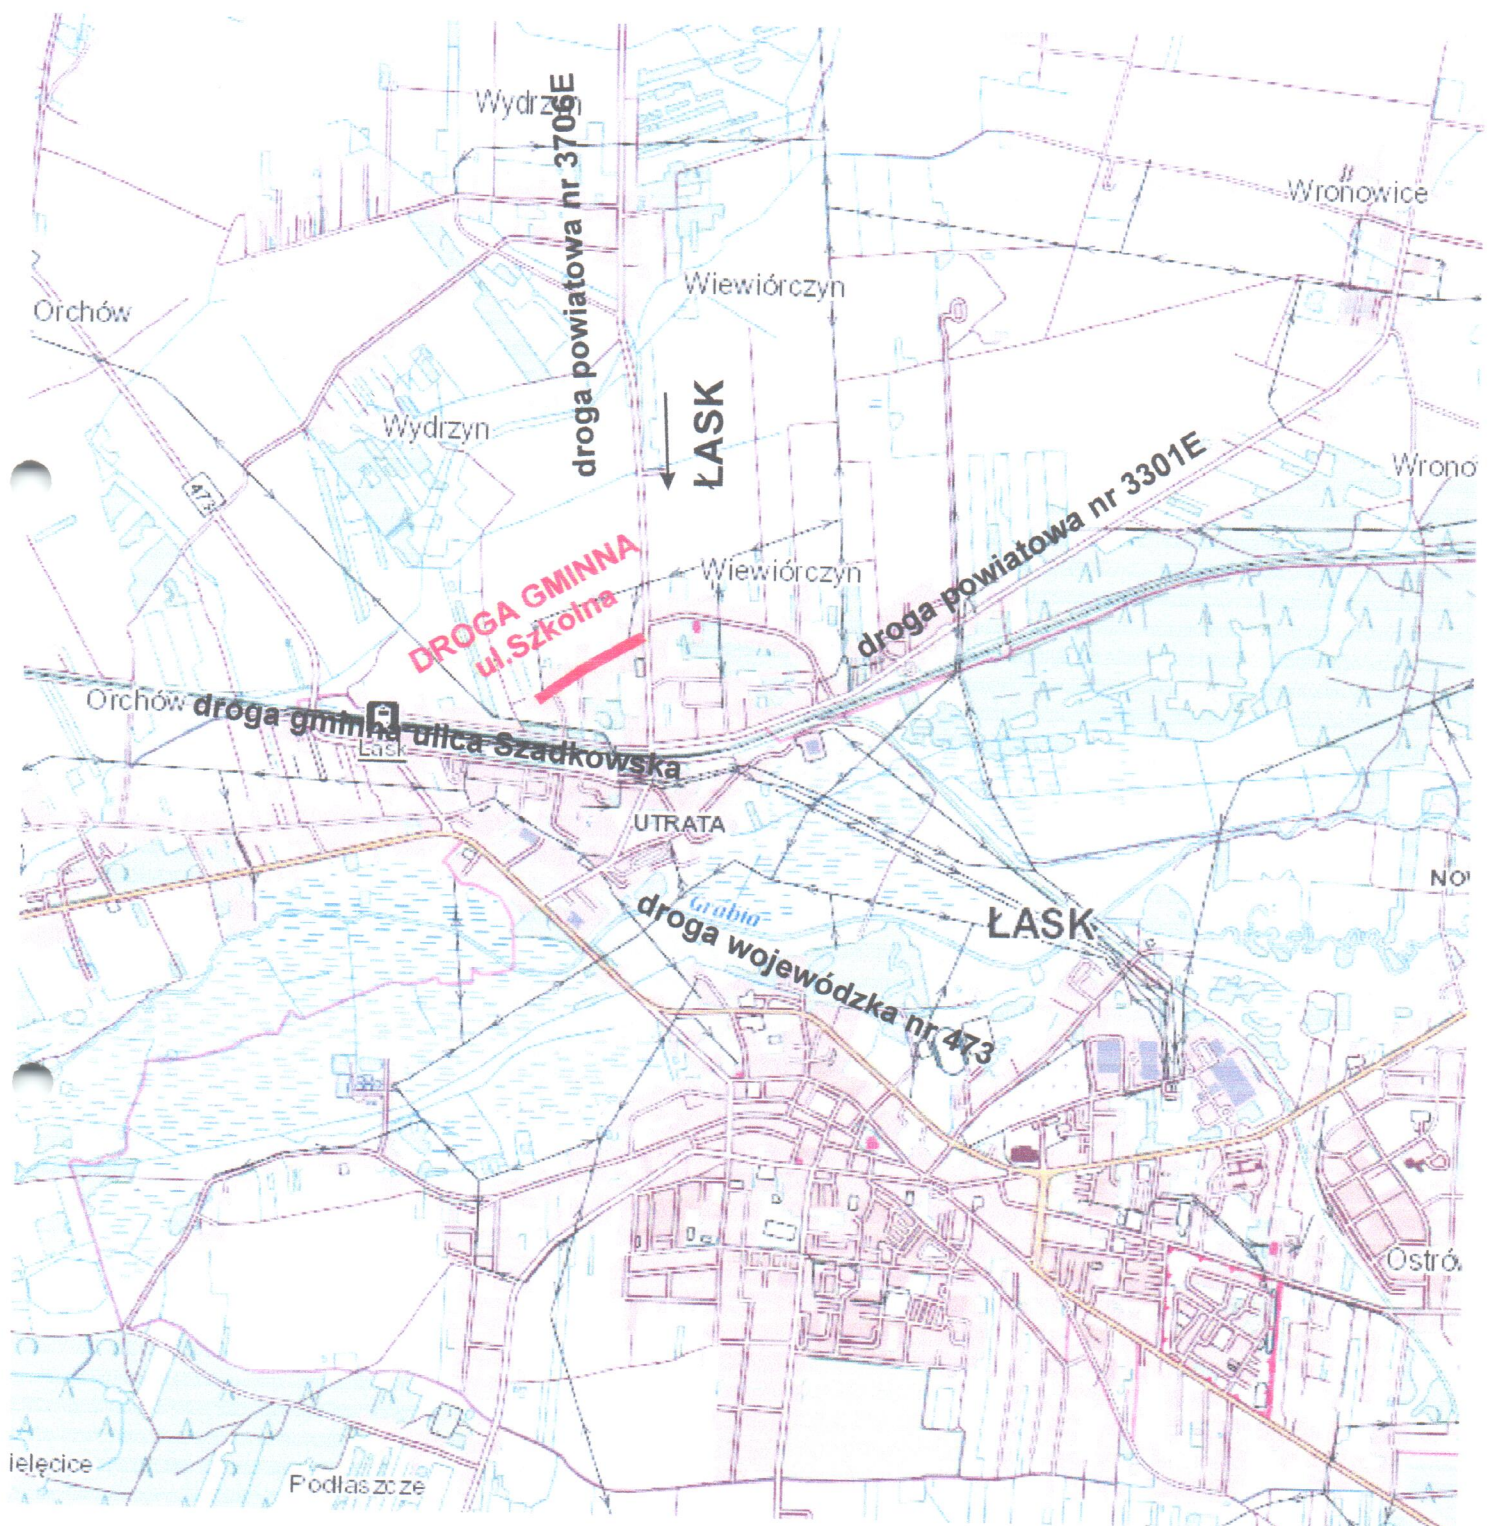 Wydrzyn
droga powiatowa nr 3706E
Wronowice
Wiewiórczyn
Orchów
ŁASK
Wydrzyn
droga powiatowa nr 3301E
Wrono
473
DROGA GMINNA
ul.Szkolna
Wiewiórczyn
Orchów
droga gminna ulica Szadkowska
Łask
UTRATA
NO
Grabia
droga wojewódzka nr 473
ŁASK
Ostró
ielęcice
Podłaszcze